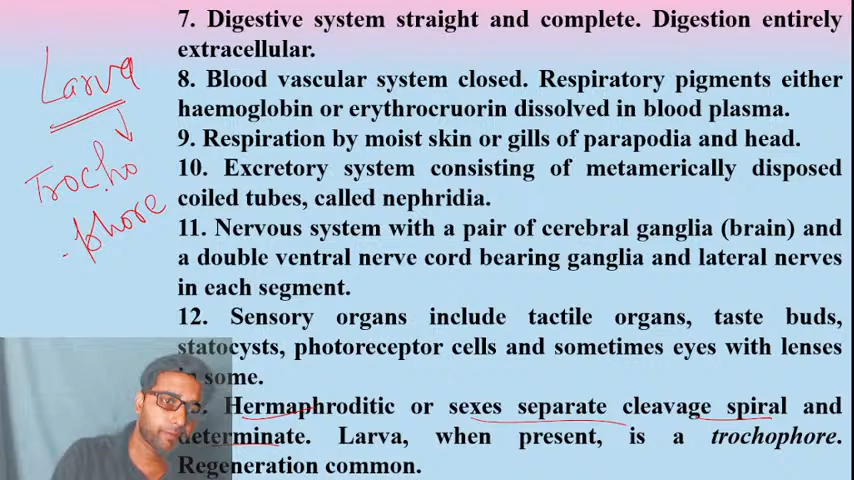 7. Digestive system straight and complete. Digestion entirely
extracellular.
8. Blood vascular system closed. Respiratory pigments either
haemoglobin or erythrocruorin dissolved in blood plasma.
9. Respiration by moist skin or gills of parapodia and head.
10. Excretory system consisting of metamerically disposed
coiled tubes, called nephridia.
11. Nervous system with a pair of cerebral ganglia (brain) and
a double ventral nerve cord bearing ganglia and lateral nerves
in each segment.
12. Sensory organs include tactile organs, taste buds,
statocysts, photoreceptor cells and sometimes eyes with lenses
in some.
13. Hermaphroditic or sexes separate cleavage spiral and
determinate. Larva, when present, is a trochophore.
Regeneration common.
Larva
Trocho
phore